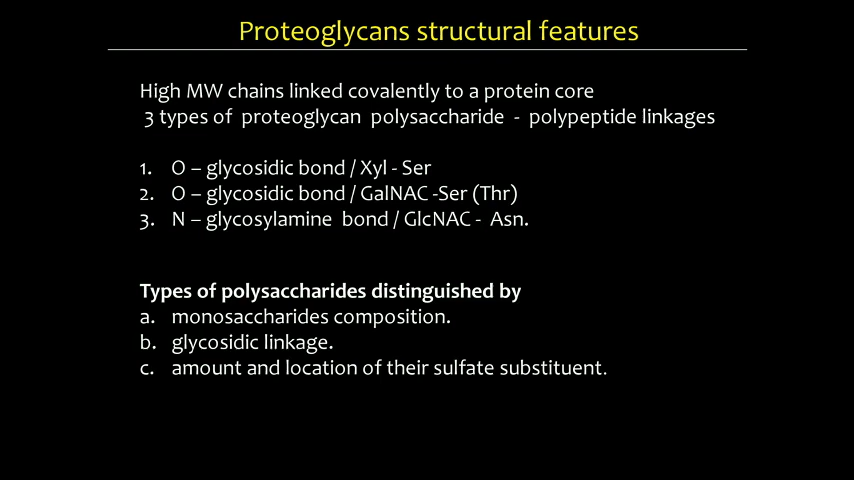 Proteoglycans structural features
High MW chains linked covalently to a protein core
3 types of proteoglycan polysaccharide - polypeptide linkages
1. O – glycosidic bond / Xyl - Ser
2. O – glycosidic bond / GalNAC -Ser (Thr)
3. N – glycosylamine bond / GlcNAC - Asn.
Types of polysaccharides distinguished by
a. monosaccharides composition.
b. glycosidic linkage.
c. amount and location of their sulfate substituent.